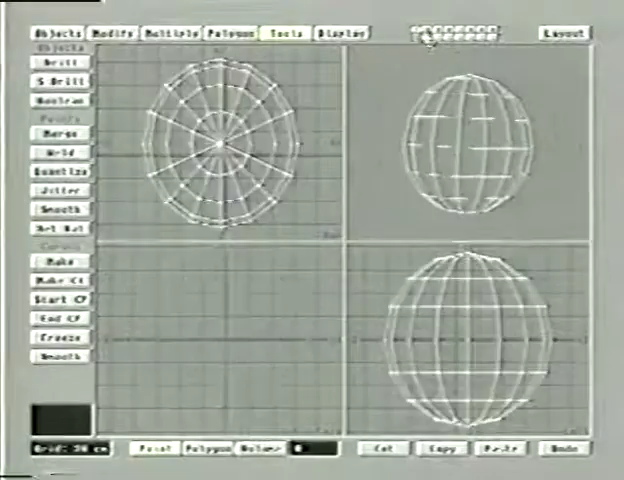 Objects Modify Multiply Polygon Tools Display Layout
Objects
Drill
S Drill
Boolean
Points
Merge
Weld
Quantize
Jitter
Smooth
Set Val
Curves
Make
Make Cl
Start CP
End CP
Freeze
Smooth
Point Polygon Volume 0 Cut Copy Paste Undo